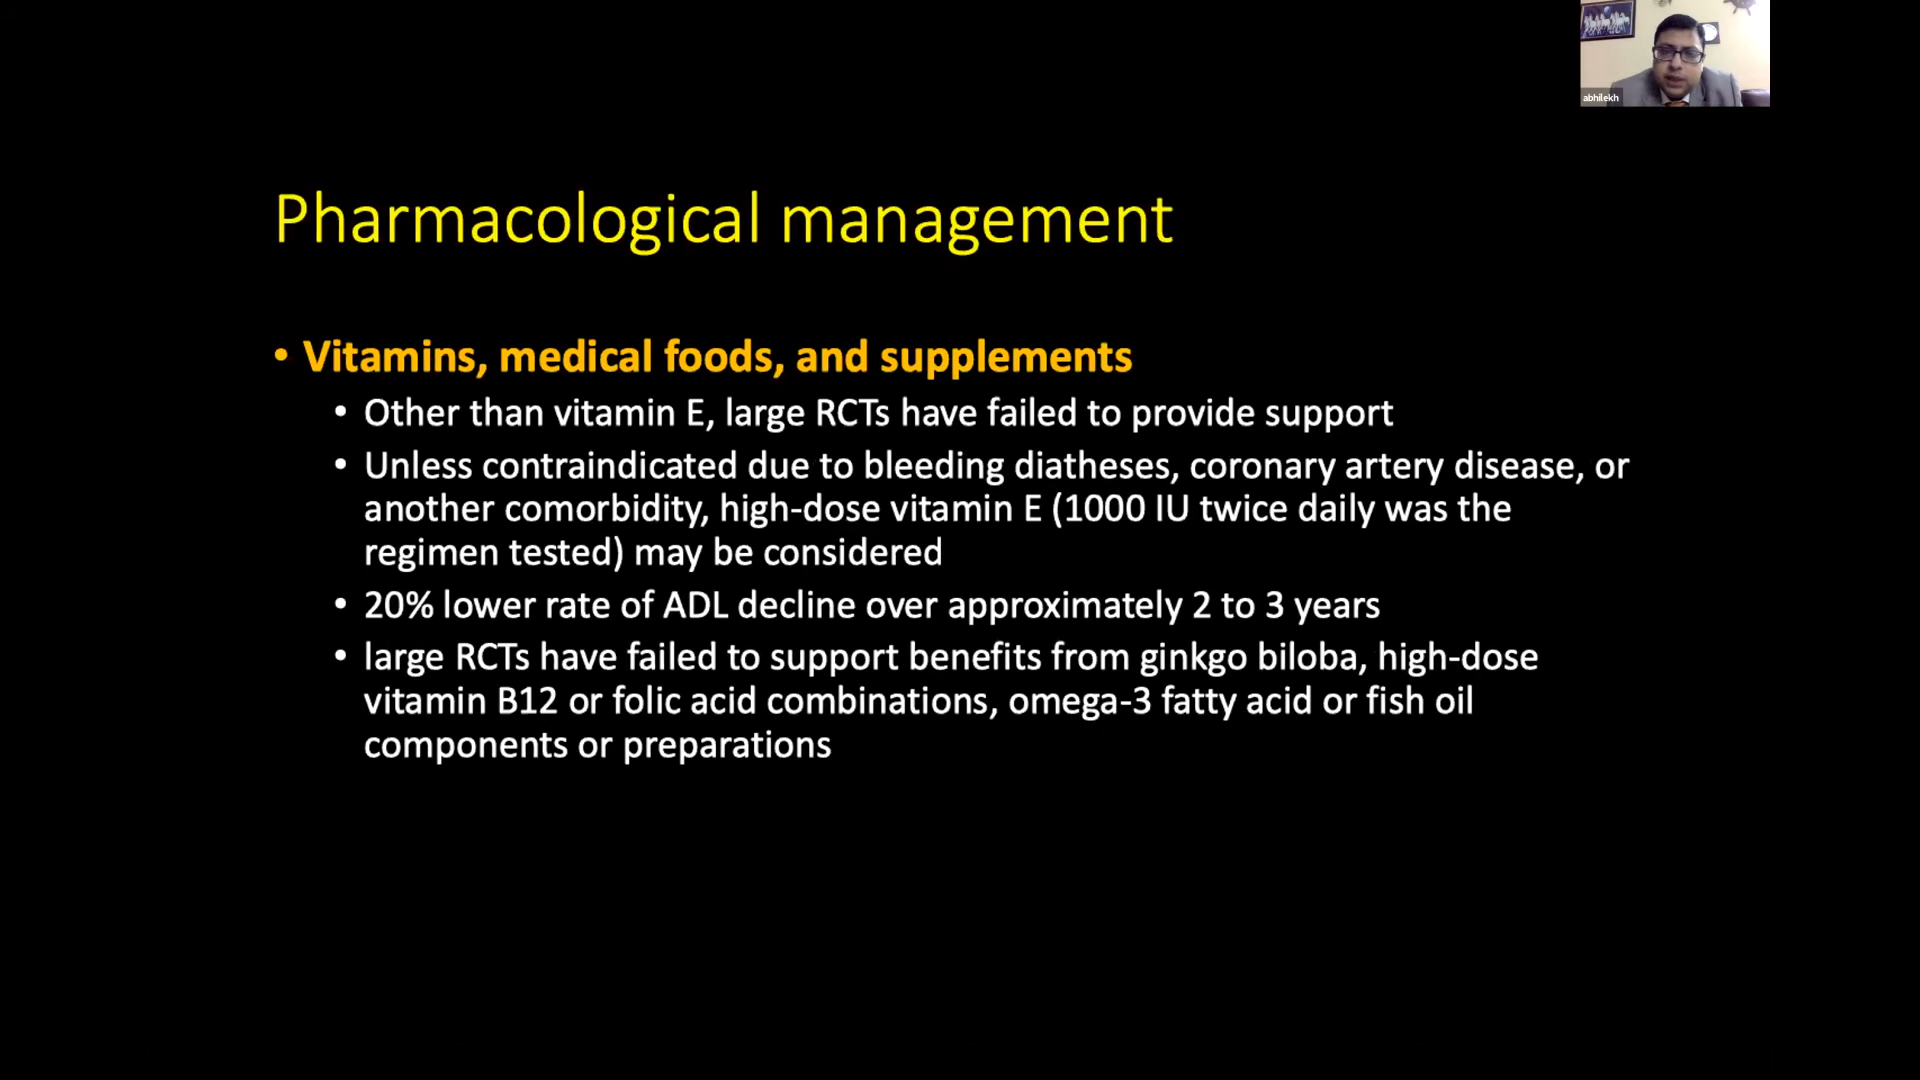 abhilekh
Pharmacological management
• Vitamins, medical foods, and supplements
• Other than vitamin E, large RCTs have failed to provide support
• Unless contraindicated due to bleeding diatheses, coronary artery disease, or
another comorbidity, high-dose vitamin E (1000 IU twice daily was the
regimen tested) may be considered
• 20% lower rate of ADL decline over approximately 2 to 3 years
• large RCTs have failed to support benefits from ginkgo biloba, high-dose
vitamin B12 or folic acid combinations, omega-3 fatty acid or fish oil
components or preparations